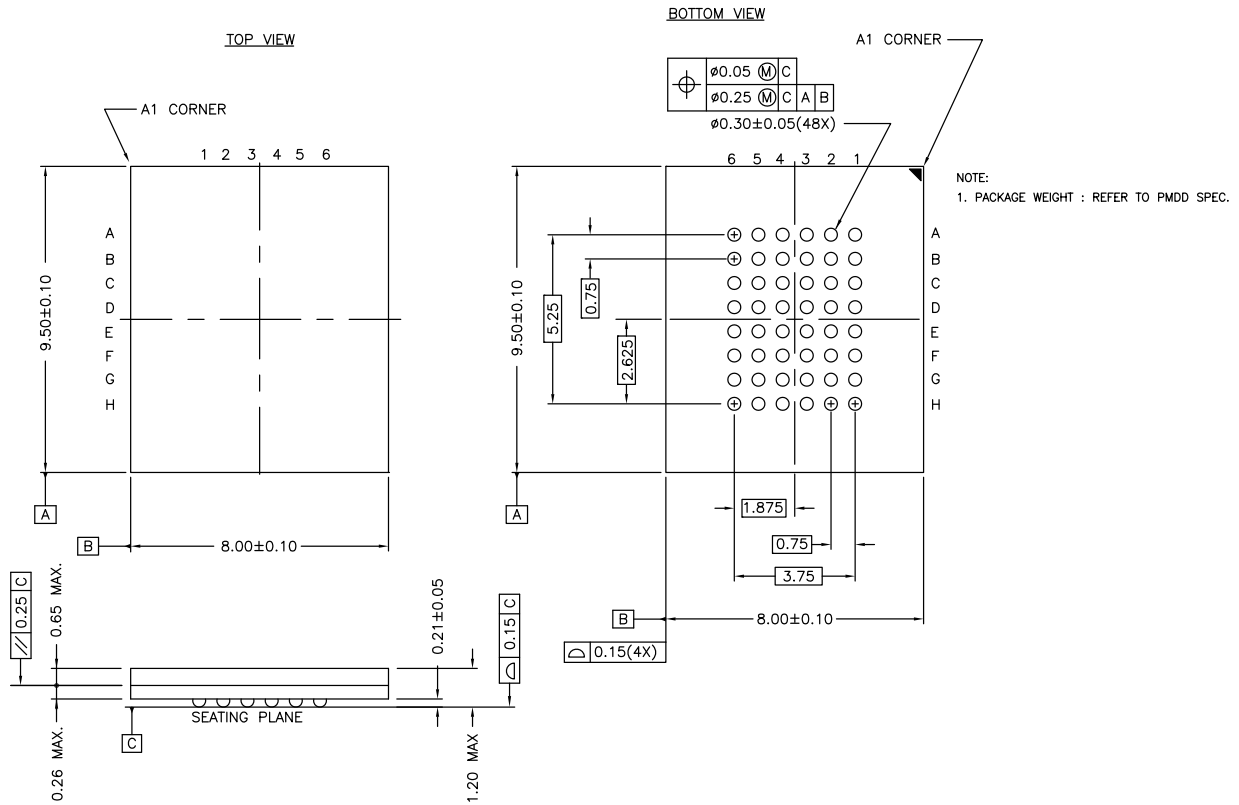 BOTTOM VIEW
TOP VIEW
A1 CORNER
A1 CORNER
ø0.05 Ⓜ C
ø0.25 Ⓜ C A B
ø0.30±0.05(48X)
1 2 3 4 5 6
6 5 4 3 2 1
NOTE:
1. PACKAGE WEIGHT : REFER TO PMDD SPEC.
A
B
C
D
E
F
G
H
9.50±0.10
A
B
8.00±0.10
9.50±0.10
5.25
0.75
2.625
A
B
C
D
E
F
G
H
A
1.875
0.75
3.75
B
8.00±0.10
⌓ 0.15(4X)
// 0.25 C
0.65 MAX.
0.26 MAX.
0.21±0.05
⌓ 0.15 C
1.20 MAX
SEATING PLANE
C